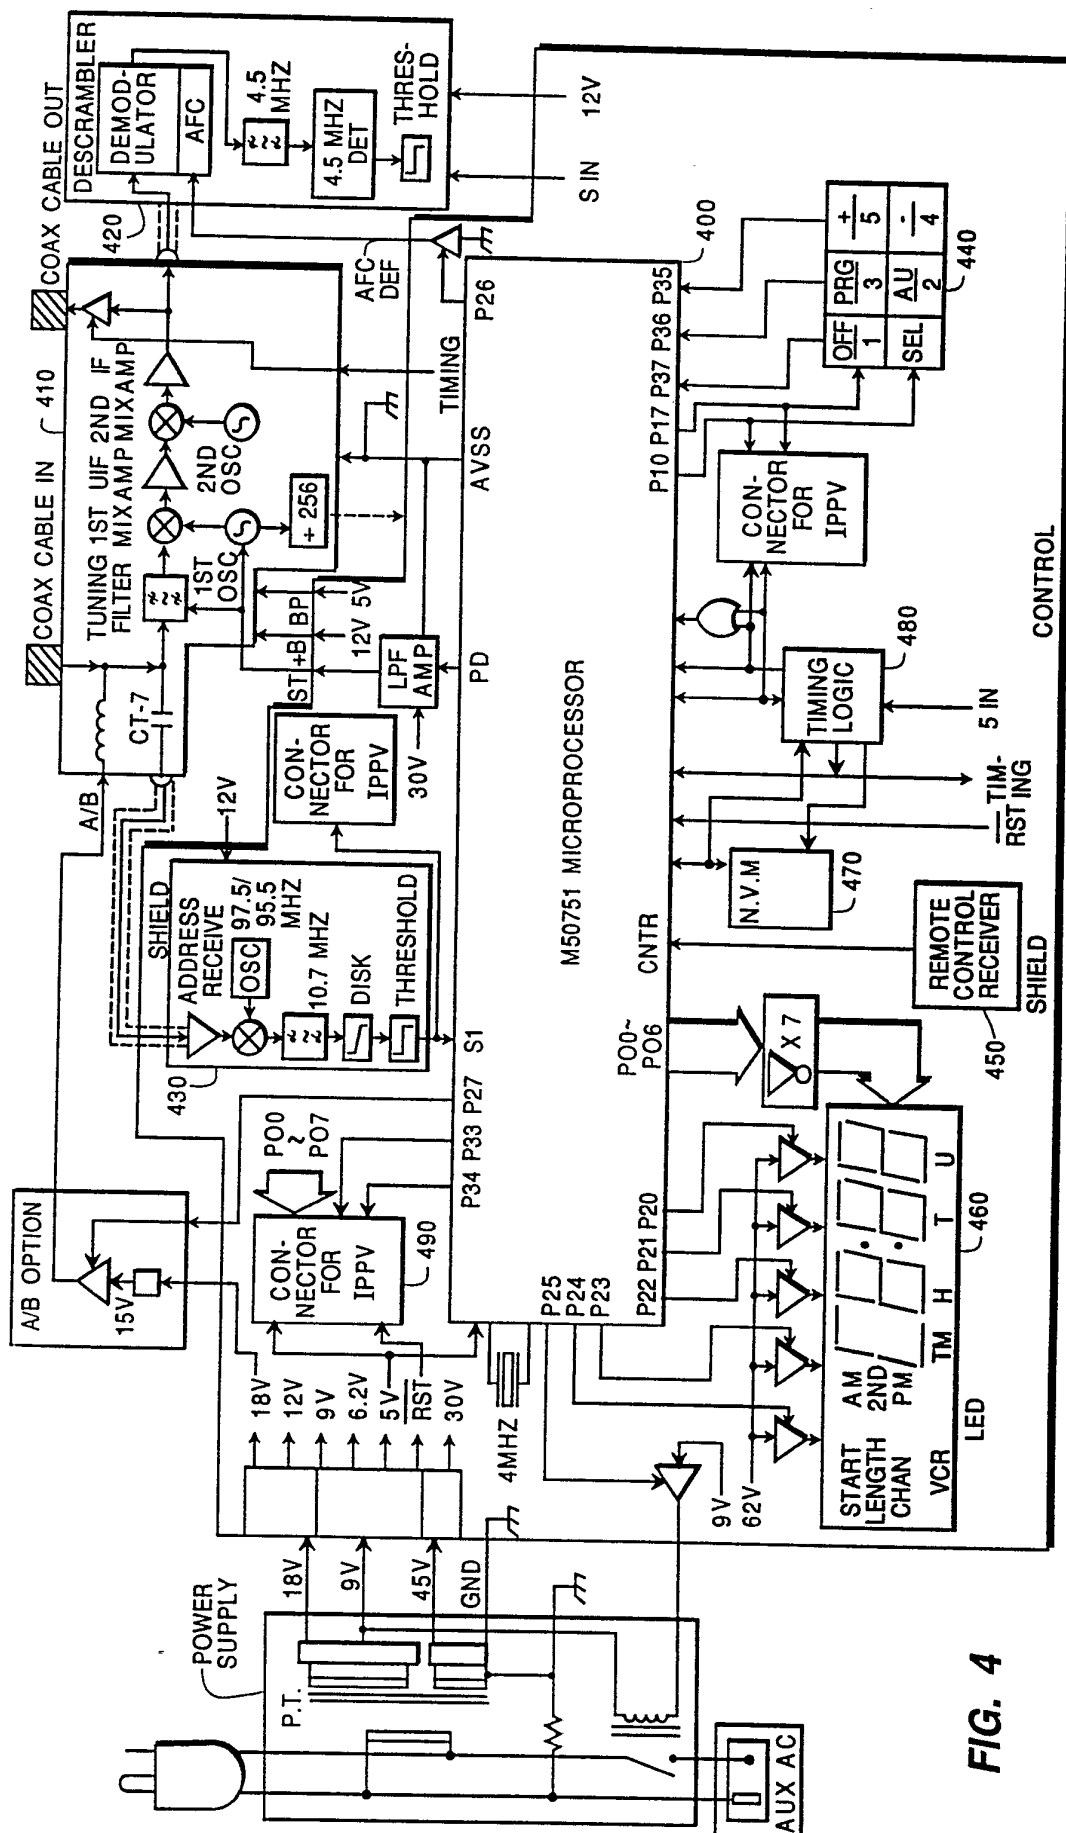 COAX CABLE IN
410
COAX CABLE OUT
420
DESCRAMBLER
DEMOD-
ULATOR
AFC
4.5
MHZ
4.5 MHZ
DET
THRES-
HOLD
S IN
12V
TUNING 1ST UIF 2ND IF
FILTER MIX AMP MIX AMP
1ST
OSC
2ND
OSC
+ 256
CT-7
A/B
ST +B BP
12V 5V
AFC
DEF
A/B OPTION
15V
SHIELD
12V
ADDRESS
RECEIVE
OSC
97.5/
95.5
MHZ
10.7 MHZ
DISK
THRESHOLD
430
CON-
NECTOR
FOR
IPPV
LPF
AMP
30V
POWER
SUPPLY
P.T.
18V
9V
45V
GND
18V
12V
9V
6.2V
5V
RST
30V
PO0
~
PO7
CON-
NECTOR
FOR
IPPV
490
P34 P33 P27
S1
PD
AVSS
TIMING
P26
M50751 MICROPROCESSOR
400
4MHZ
P25
P24
P23
P22 P21 P20
PO0~
PO6
CNTR
P10 P17 P37 P36 P35
9V
62V
X 7
START
LENGTH
CHAN
VCR
AM
2ND
PM
TM H T U
LED
460
REMOTE
CONTROL
RECEIVER
450
SHIELD
N.V.M
470
RST
TIM-
ING
TIMING
LOGIC
480
5 IN
CON-
NECTOR
FOR
IPPV
OFF
1
PRG
3
+
5
SEL
AU
2
-
4
440
CONTROL
AUX AC
FIG. 4